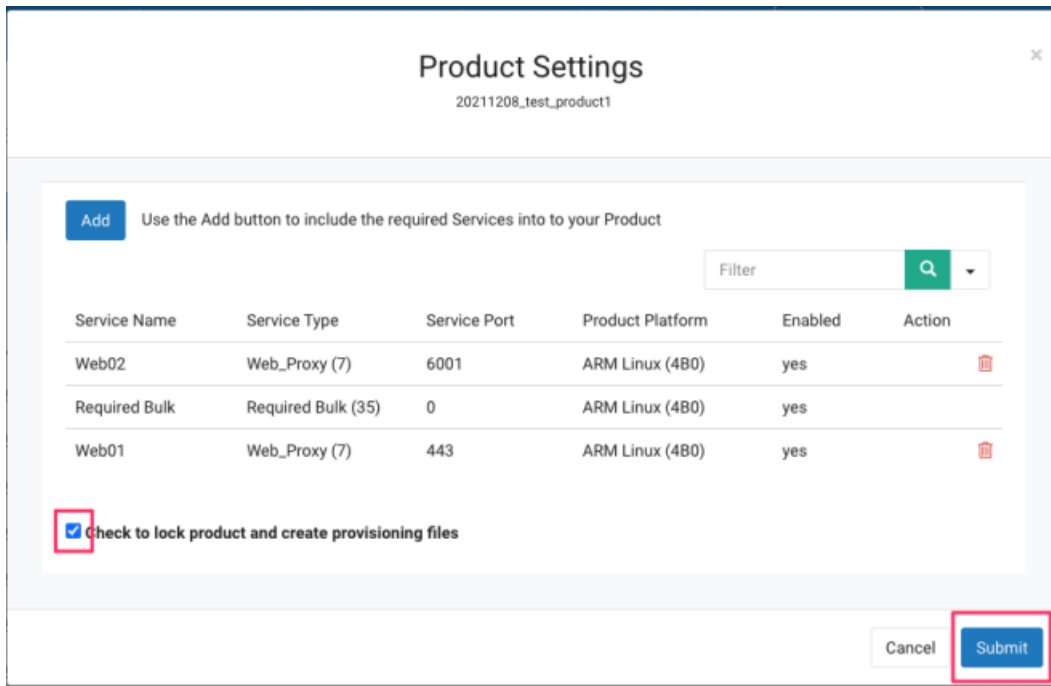 Product Settings
×
20211208_test_product1
Add Use the Add button to include the required Services into to your Product
Filter
Service Name Service Type Service Port Product Platform Enabled Action
Web02 Web_Proxy (7) 6001 ARM Linux (4B0) yes
Required Bulk Required Bulk (35) 0 ARM Linux (4B0) yes
Web01 Web_Proxy (7) 443 ARM Linux (4B0) yes
Check to lock product and create provisioning files
Cancel Submit